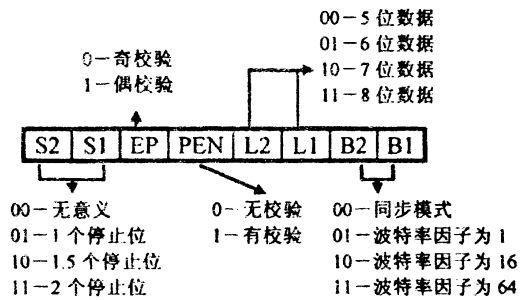 00－5 位数据
01－6 位数据
10－7 位数据
11－8 位数据
0－奇校验
1－偶校验
S2 S1 EP PEN L2 L1 B2 B1
00－无意义
01－1 个停止位
10－1.5 个停止位
11－2 个停止位
0－无校验
1－有校验
00－同步模式
01－波特率因子为 1
10－波特率因子为 16
11－波特率因子为 64